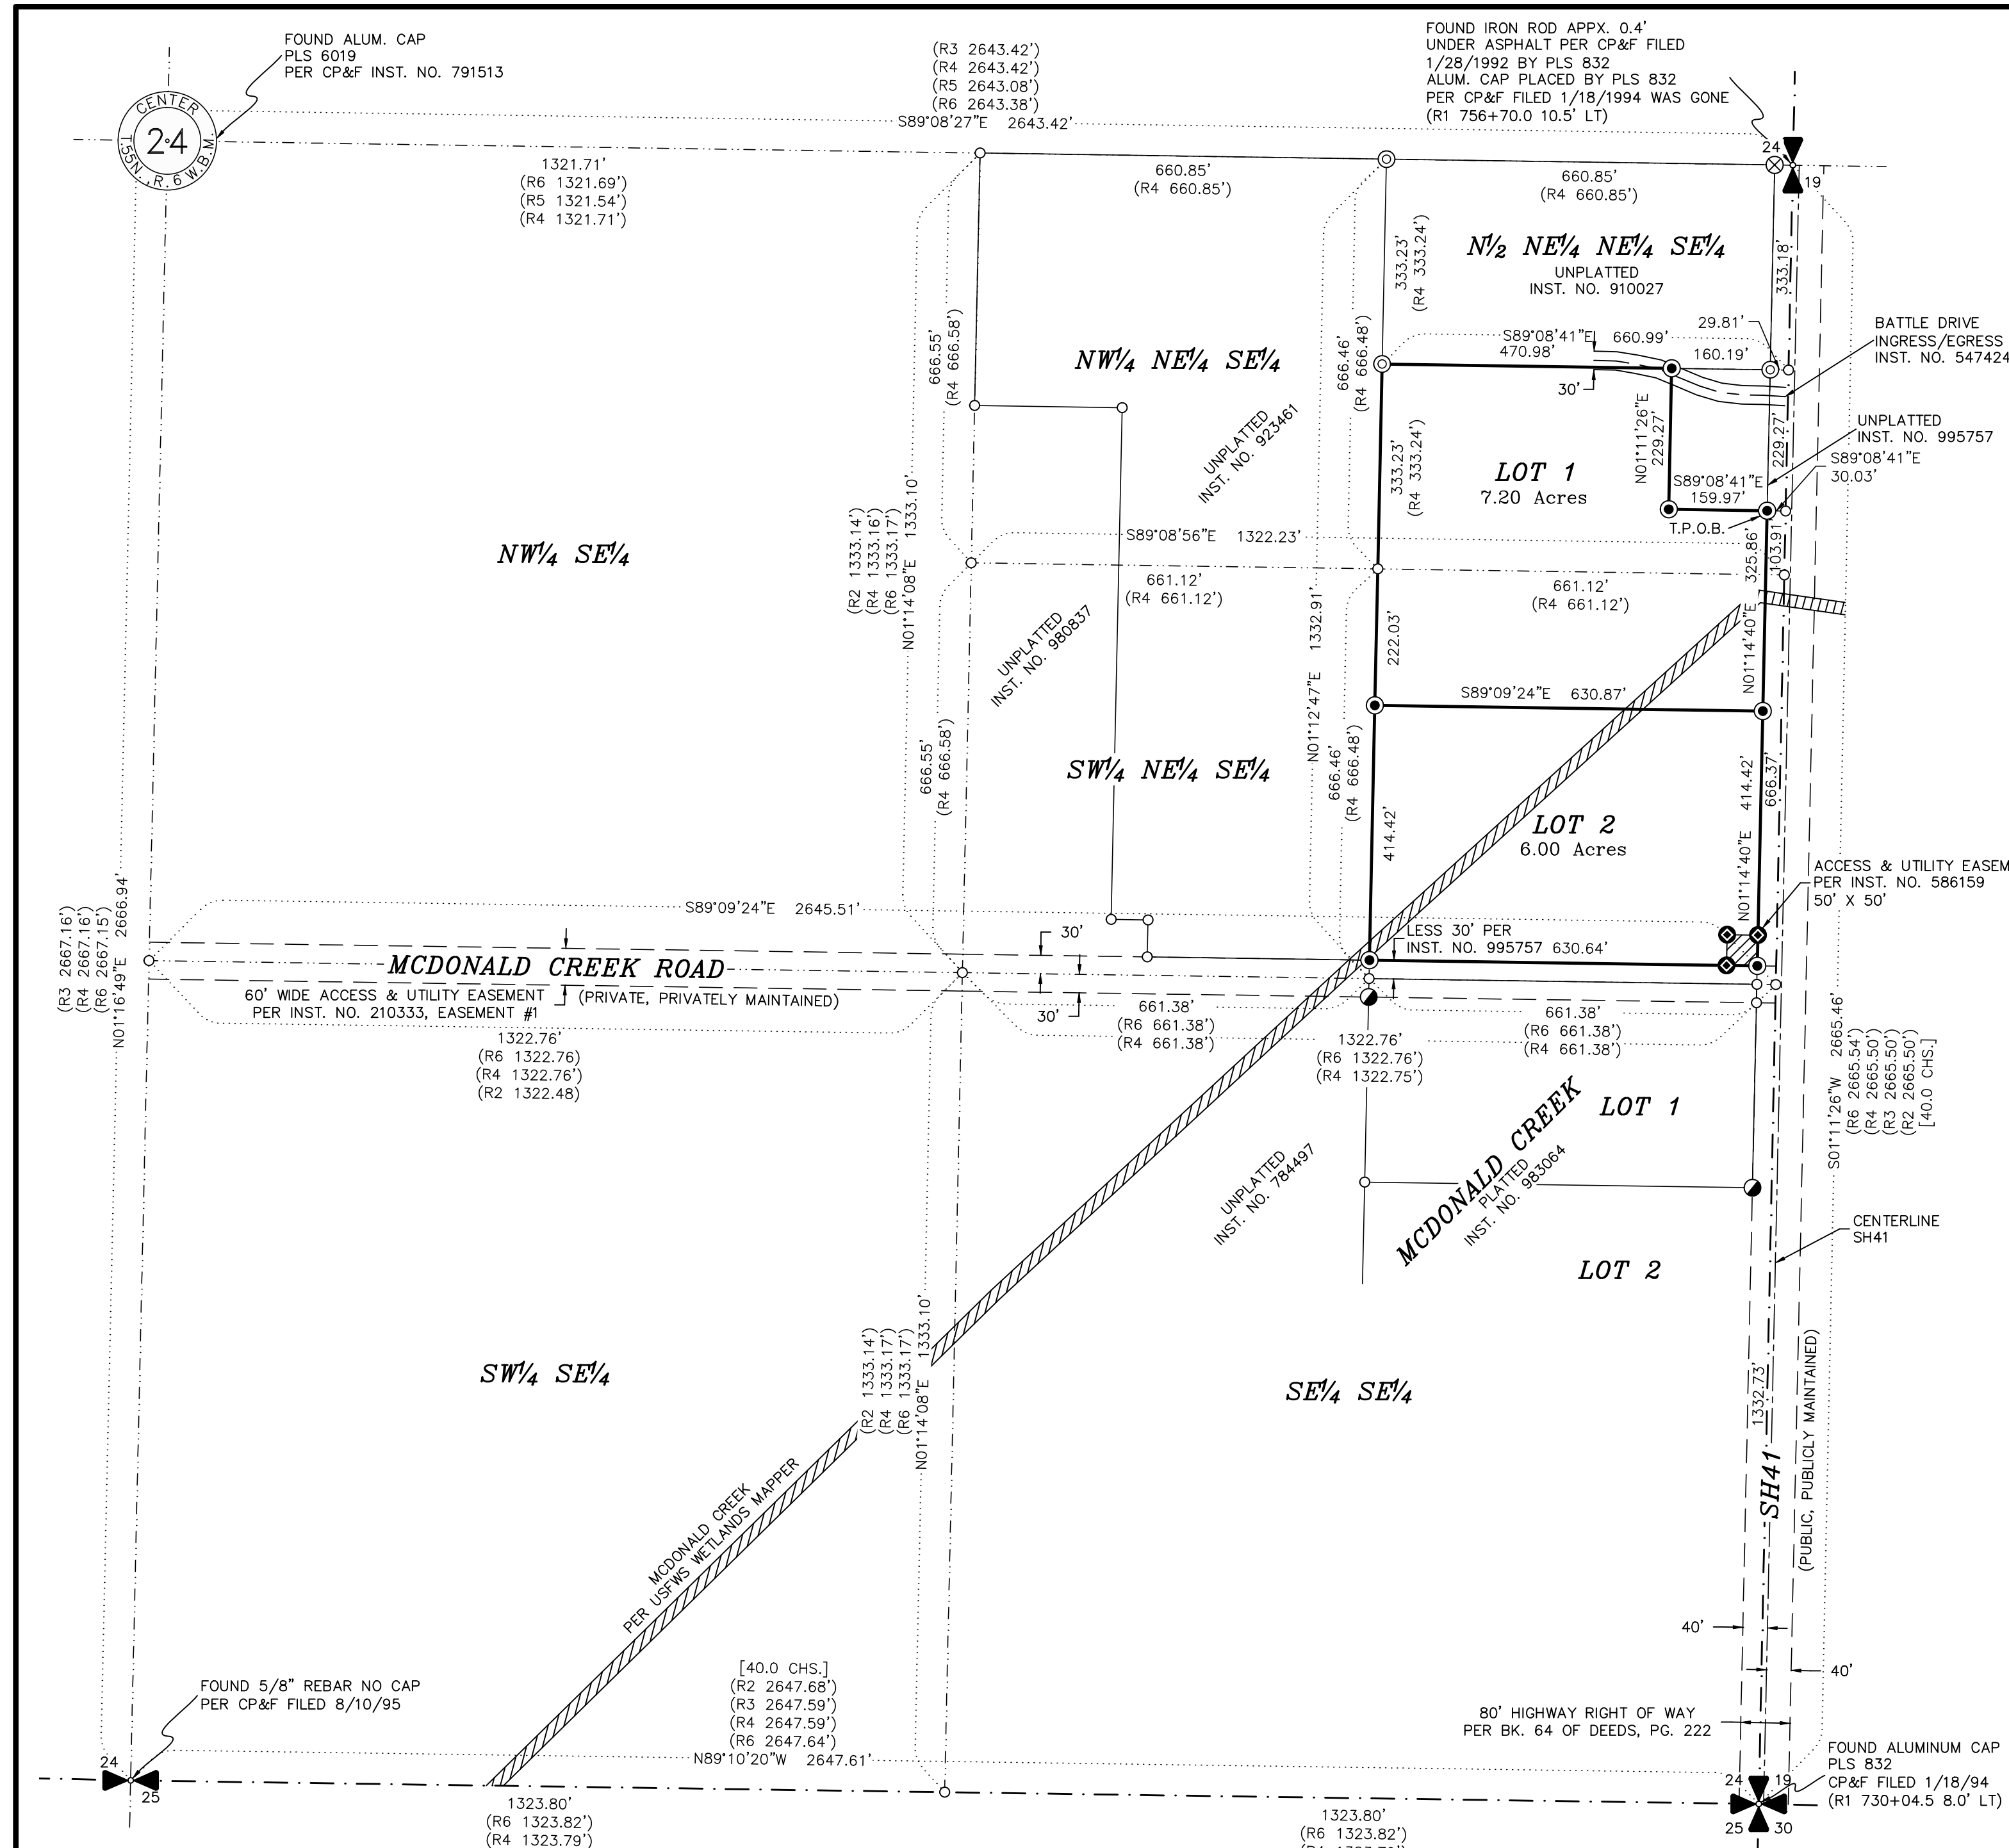 FOUND ALUM. CAP
PLS 6019
PER CP&F INST. NO. 791513
CENTER
2·4
T.55N., R.6 W.B.M.
(R3 2643.42')
(R4 2643.42')
(R5 2643.08')
(R6 2643.38')
S89°08'27"E 2643.42'
FOUND IRON ROD APPX. 0.4'
UNDER ASPHALT PER CP&F FILED
1/28/1992 BY PLS 832
ALUM. CAP PLACED BY PLS 832
PER CP&F FILED 1/18/1994 WAS GONE
(R1 756+70.0 10.5' LT)
24
19
1321.71'
(R6 1321.69')
(R5 1321.54')
(R4 1321.71')
660.85'
(R4 660.85')
660.85'
(R4 660.85')
N½ NE¼ NE¼ SE¼
UNPLATTED
INST. NO. 910027
333.23'
(R4 333.24')
333.18'
BATTLE DRIVE
INGRESS/EGRESS
INST. NO. 547424
S89°08'41"E 660.99'
29.81'
470.98'
160.19'
30'
666.55'
(R4 666.58')
NW¼ NE¼ SE¼
666.46'
(R4 666.48')
UNPLATTED
INST. NO. 923461
333.23'
(R4 333.24')
LOT 1
7.20 Acres
N01°11'26"E
229.27'
229.27'
UNPLATTED
INST. NO. 995757
S89°08'41"E
30.03'
S89°08'41"E
159.97'
T.P.O.B.
NW¼ SE¼
(R2 1333.14')
(R4 1333.16')
(R6 1333.17')
N01°14'08"E 1333.10'
S89°08'56"E 1322.23'
661.12'
(R4 661.12')
661.12'
(R4 661.12')
N01°14'40"E 325.86'
103.91'
UNPLATTED
INST. NO. 980837
N01°12'47"E 1332.91'
222.03'
S89°09'24"E 630.87'
666.55'
(R4 666.58')
SW¼ NE¼ SE¼
666.46'
(R4 666.48')
414.42'
LOT 2
6.00 Acres
N01°14'40"E 414.42'
666.37'
ACCESS & UTILITY EASEM
PER INST. NO. 586159
50' X 50'
(R3 2667.16')
(R4 2667.16')
(R6 2667.15')
N01°16'49"E 2666.94'
S89°09'24"E 2645.51'
30'
LESS 30' PER
INST. NO. 995757 630.64'
MCDONALD CREEK ROAD
60' WIDE ACCESS & UTILITY EASEMENT
PER INST. NO. 210333, EASEMENT #1
(PRIVATE, PRIVATELY MAINTAINED)
30'
1322.76'
(R6 1322.76)
(R4 1322.76')
(R2 1322.48)
661.38'
(R6 661.38')
(R4 661.38')
1322.76'
(R6 1322.76')
(R4 1322.75')
661.38'
(R6 661.38')
(R4 661.38')
S01°11'26"W 2665.46'
(R6 2665.54')
(R4 2665.50')
(R3 2665.50')
(R2 2665.50')
[40.0 CHS.]
LOT 1
MCDONALD CREEK
PLATTED
INST. NO. 983064
UNPLATTED
INST. NO. 784497
LOT 2
CENTERLINE
SH41
(R2 1333.14')
(R4 1333.17')
(R6 1333.17')
N01°14'08"E 1333.10'
SW¼ SE¼
SE¼ SE¼
1332.73'
SH41
(PUBLIC, PUBLICLY MAINTAINED)
MCDONALD CREEK
PER USFWS WETLANDS MAPPER
40'
40'
80' HIGHWAY RIGHT OF WAY
PER BK. 64 OF DEEDS, PG. 222
FOUND 5/8" REBAR NO CAP
PER CP&F FILED 8/10/95
24
25
[40.0 CHS.]
(R2 2647.68')
(R3 2647.59')
(R4 2647.59')
(R6 2647.64')
N89°10'20"W 2647.61'
FOUND ALUMINUM CAP
PLS 832
CP&F FILED 1/18/94
(R1 730+04.5 8.0' LT)
24
19
25
30
1323.80'
(R6 1323.82')
(R4 1323.79')
1323.80'
(R6 1323.82')